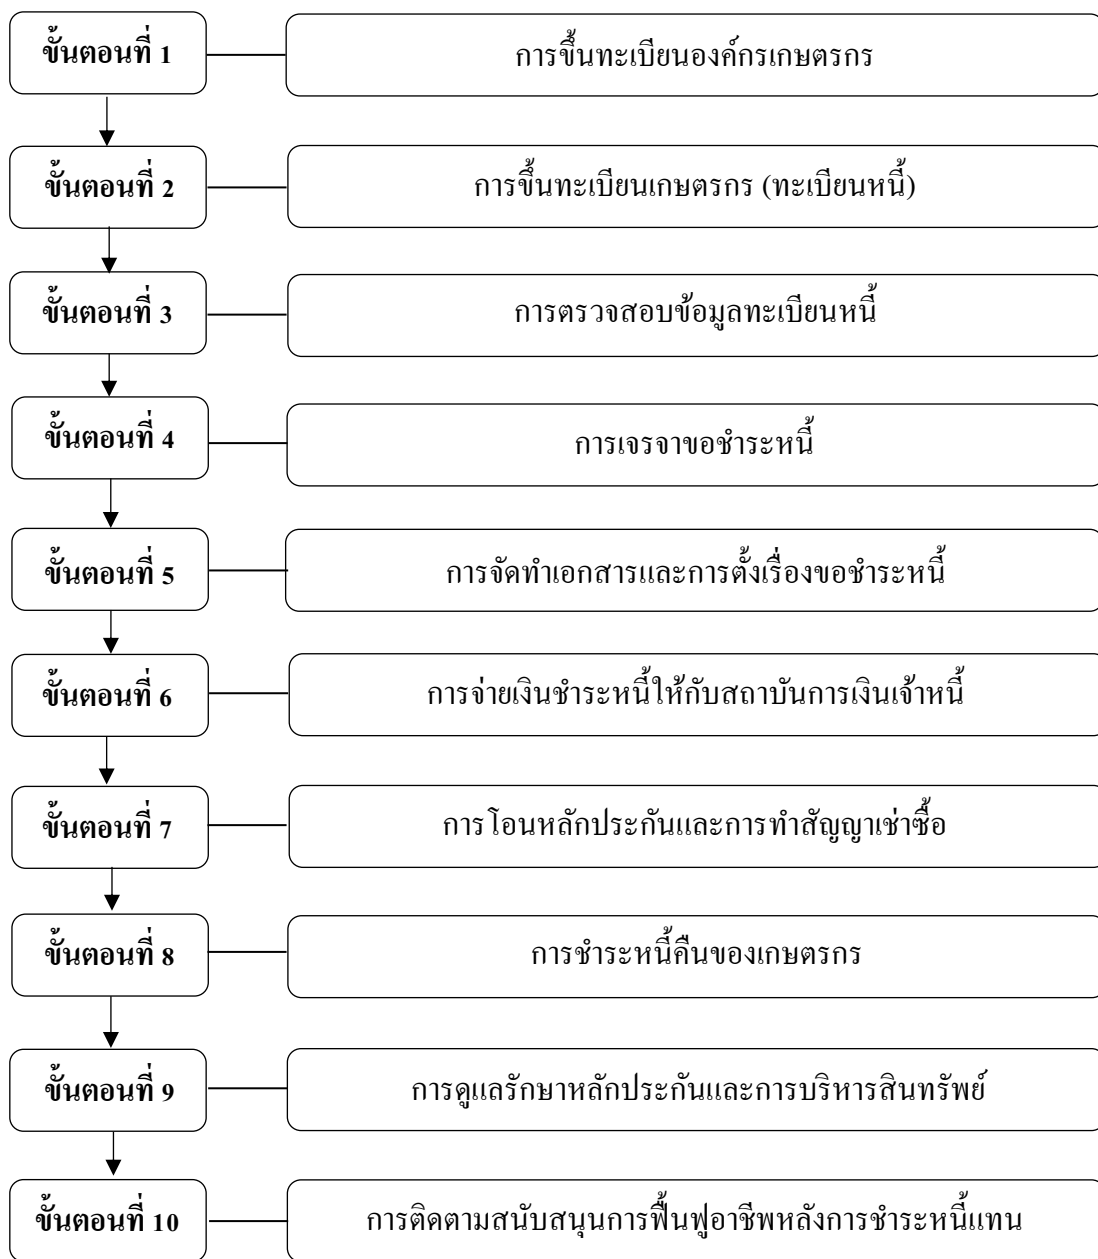 ขั้นตอนที่ 1
การขึ้นทะเบียนองค์กรเกษตรกร
ขั้นตอนที่ 2
การขึ้นทะเบียนเกษตรกร (ทะเบียนหนี้)
ขั้นตอนที่ 3
การตรวจสอบข้อมูลทะเบียนหนี้
ขั้นตอนที่ 4
การเจรจาขอชำระหนี้
ขั้นตอนที่ 5
การจัดทำเอกสารและการตั้งเรื่องขอชำระหนี้
ขั้นตอนที่ 6
การจ่ายเงินชำระหนี้ให้กับสถาบันการเงินเจ้าหนี้
ขั้นตอนที่ 7
การโอนหลักประกันและการทำสัญญาเช่าซื้อ
ขั้นตอนที่ 8
การชำระหนี้คืนของเกษตรกร
ขั้นตอนที่ 9
การดูแลรักษาหลักประกันและการบริหารสินทรัพย์
ขั้นตอนที่ 10
การติดตามสนับสนุนการฟื้นฟูอาชีพหลังการชำระหนี้แทน